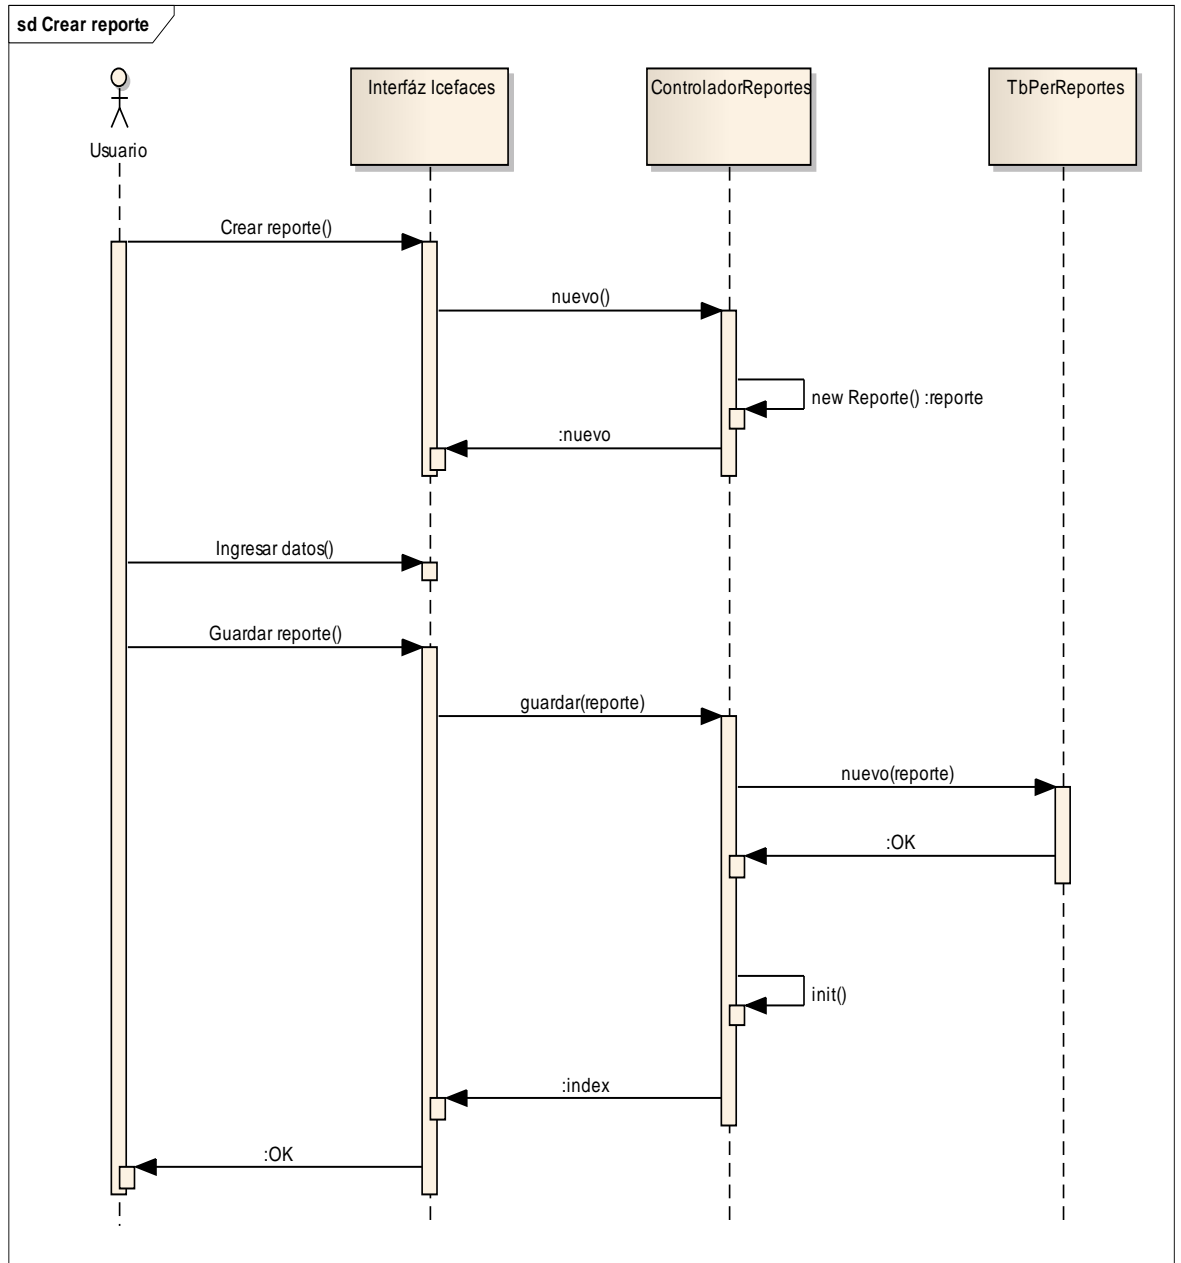 sd Crear reporte
Usuario
Interfáz Icefaces
ControladorReportes
TbPerReportes
Crear reporte()
nuevo()
new Reporte() :reporte
:nuevo
Ingresar datos()
Guardar reporte()
guardar(reporte)
nuevo(reporte)
:OK
init()
:index
:OK